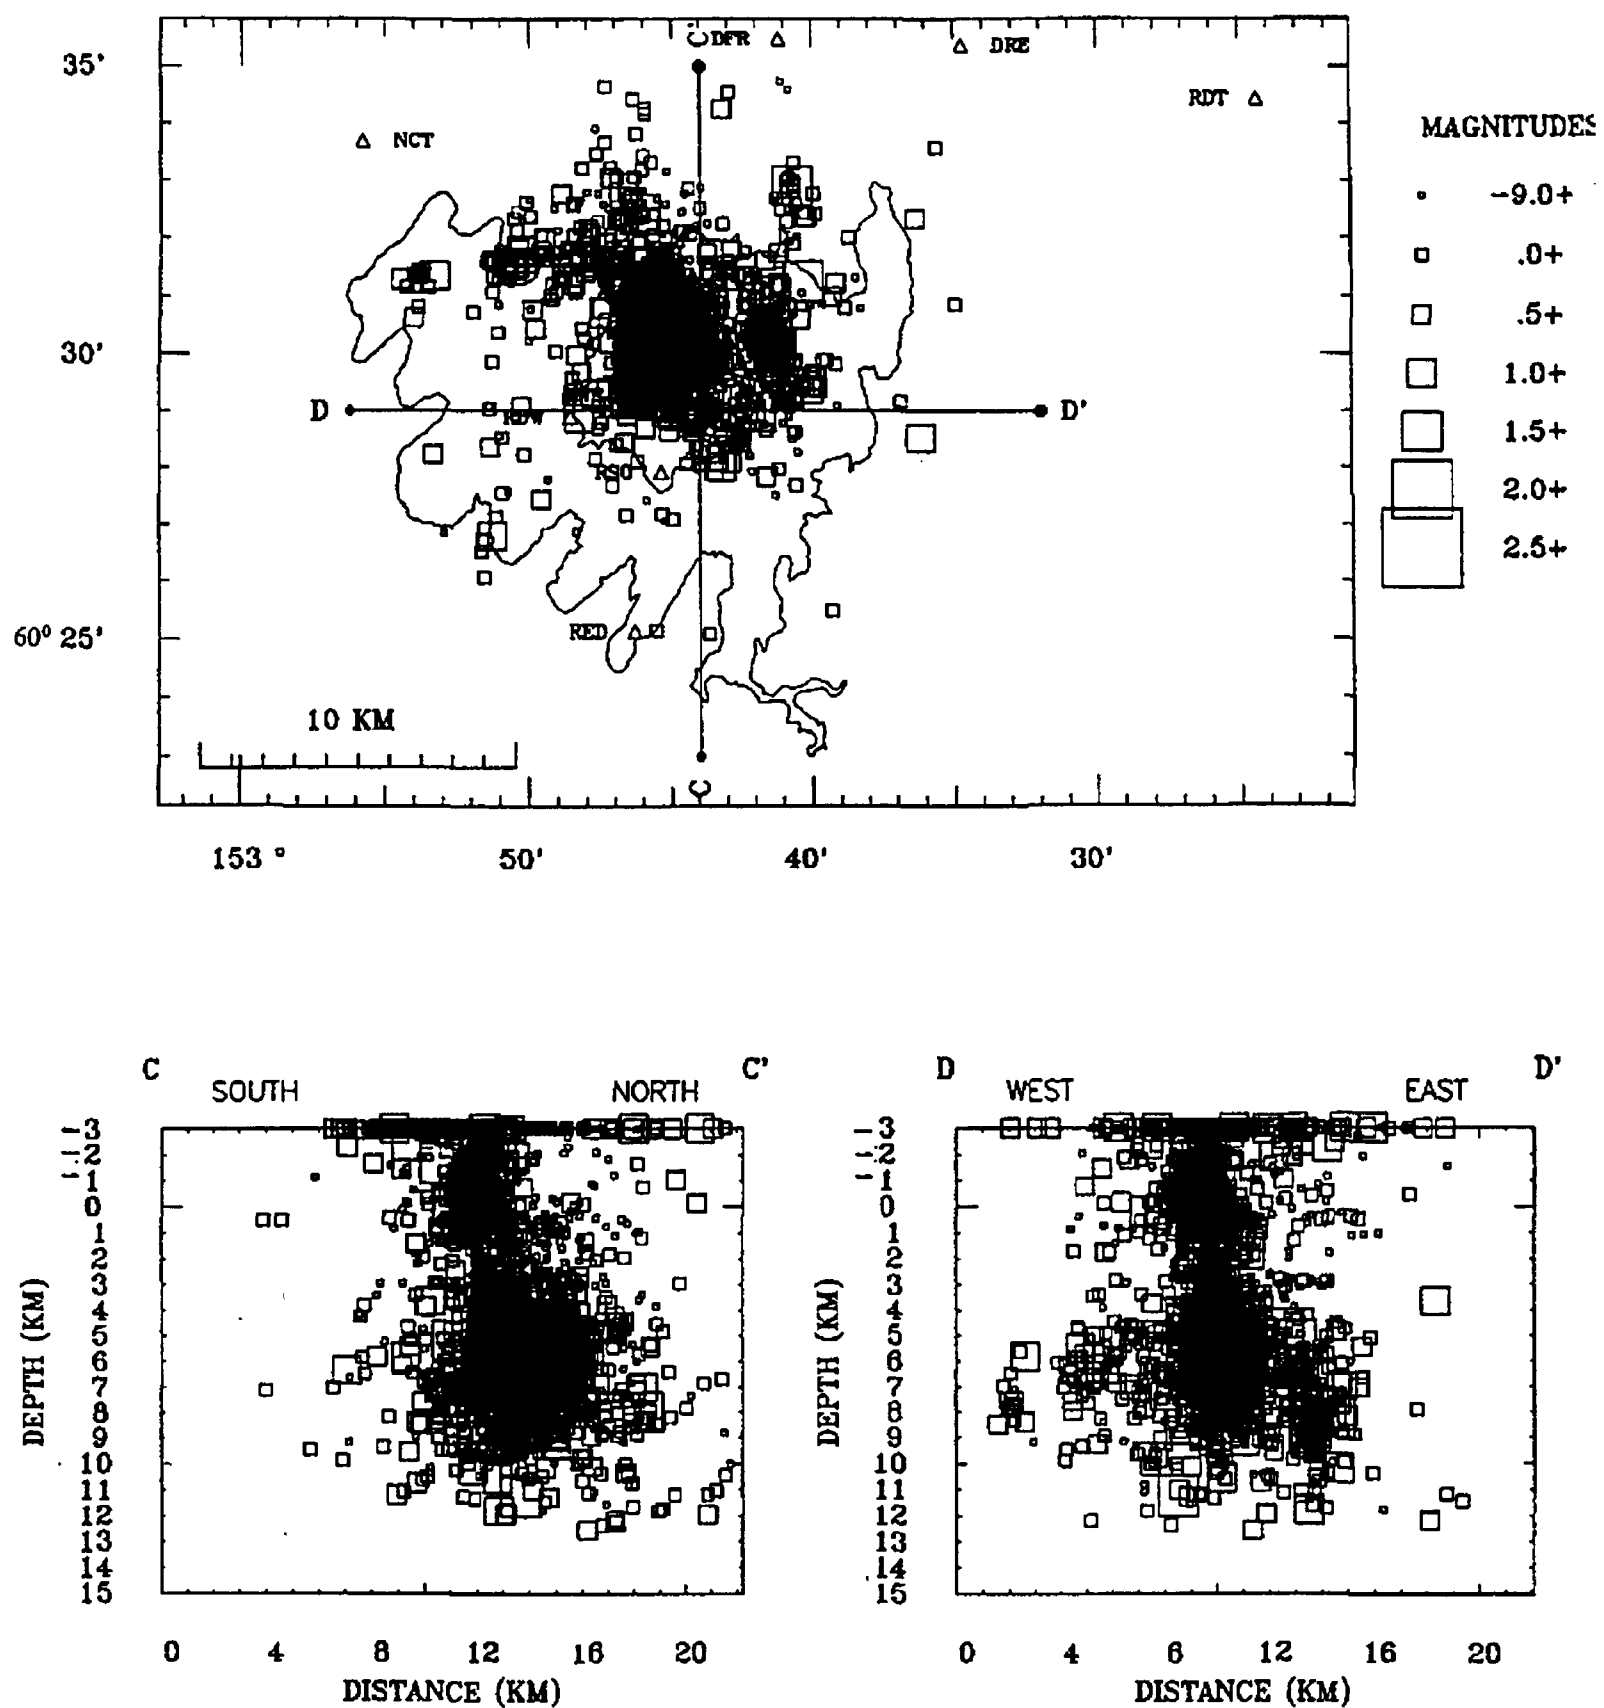 C' DFR DRE
35'
RDT
NCT
MAGNITUDES
-9.0+
.0+
.5+
1.0+
1.5+
2.0+
2.5+
30'
D D'
RDW
RSO
RED
60° 25'
10 KM
C
153° 50' 40' 30'
C C'
SOUTH NORTH
-3
-2
-1
0
1
2
3
4
5
6
7
8
9
10
11
12
13
14
15
DEPTH (KM)
0 4 8 12 16 20
DISTANCE (KM)
D D'
WEST EAST
-3
-2
-1
0
1
2
3
4
5
6
7
8
9
10
11
12
13
14
15
DEPTH (KM)
0 4 6 12 16 20
DISTANCE (KM)